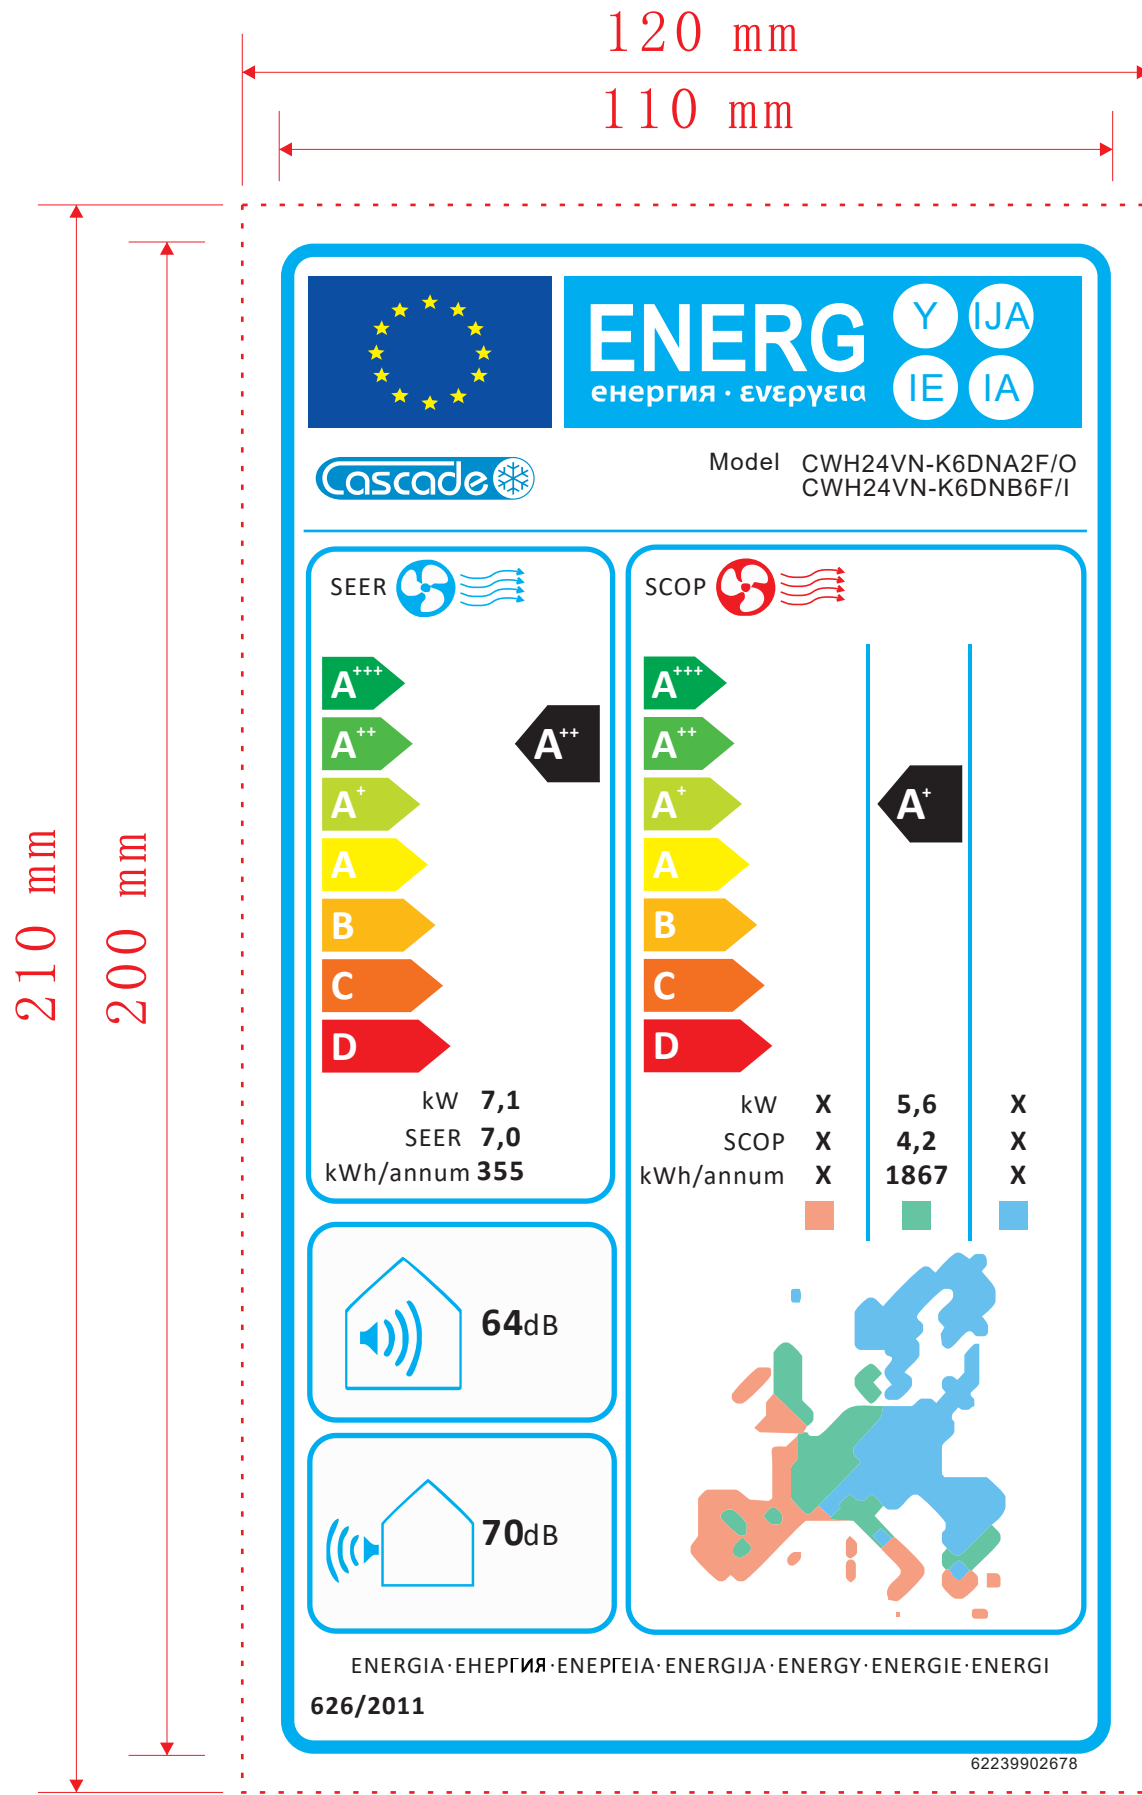 120 mm
110 mm
210 mm
200 mm
ENERG
енергия · ενεργεια
Y IJA
IE IA
Cascade
Model CWH24VN-K6DNA2F/O
CWH24VN-K6DNB6F/I
SEER
A+++
A++
A+
A
B
C
D
A++
kW 7,1
SEER 7,0
kWh/annum 355
SCOP
A+++
A++
A+
A
B
C
D
A+
kW X 5,6 X
SCOP X 4,2 X
kWh/annum X 1867 X
64dB
70dB
ENERGIA·ЕНЕРГИЯ·ΕΝΕΡΓΕΙΑ·ENERGIJA·ENERGY·ENERGIE·ENERGI
626/2011
62239902678